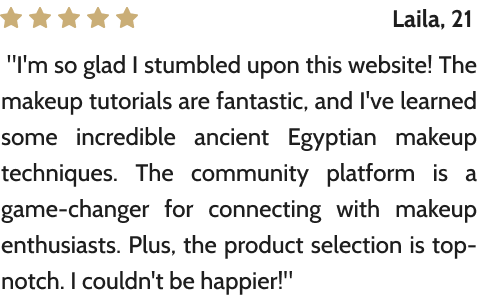 Laila, 21
"I'm so glad I stumbled upon this website! The
makeup tutorials are fantastic, and I've learned
some incredible ancient Egyptian makeup
techniques. The community platform is a
game-changer for connecting with makeup
enthusiasts. Plus, the product selection is top-
notch. I couldn't be happier!"